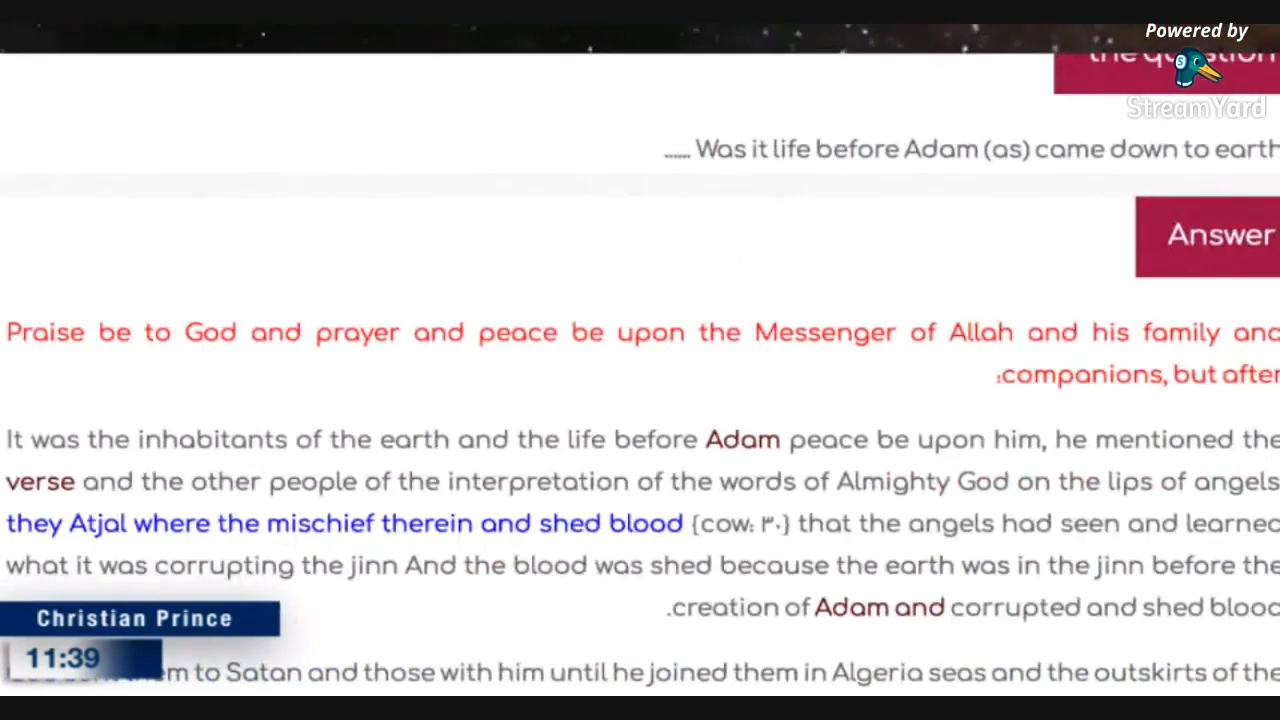 Powered by
StreamYard
the question
...... Was it life before Adam (as) came down to earth
Answer
Praise be to God and prayer and peace be upon the Messenger of Allah and his family and
:companions, but after
It was the inhabitants of the earth and the life before Adam peace be upon him, he mentioned the
verse and the other people of the interpretation of the words of Almighty God on the lips of angels
they Atjal where the mischief therein and shed blood {cow: ٣٠} that the angels had seen and learned
what it was corrupting the jinn And the blood was shed because the earth was in the jinn before the
.creation of Adam and corrupted and shed blood
Christian Prince
11:39
to Satan and those with him until he joined them in Algeria seas and the outskirts of the